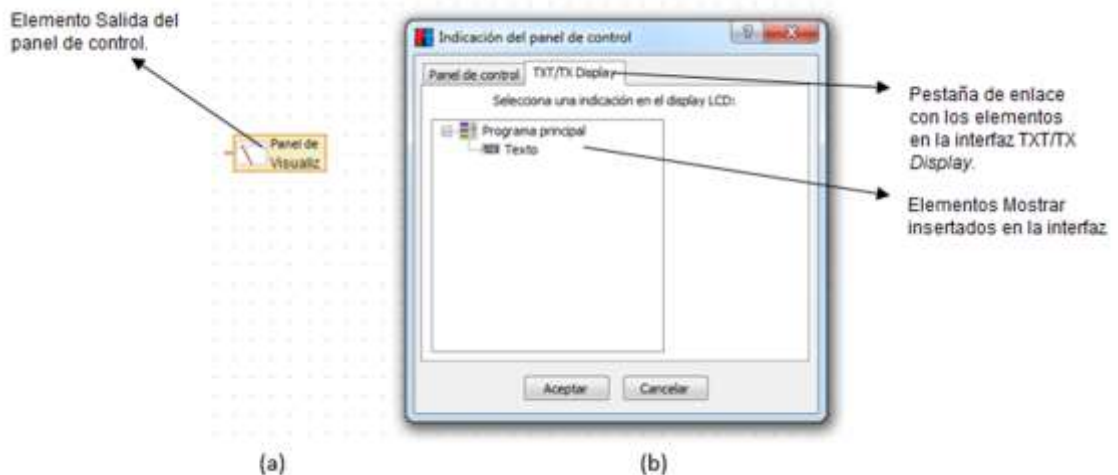 Elemento Salida del
panel de control.
Panel de
Visualiz
Indicación del panel de control
Panel de control
TXT/TX Display
Selecciona una indicación en el display LCD:
Programa principal
Texto
Aceptar
Cancelar
Pestaña de enlace
con los elementos
en la interfaz TXT/TX
Display.
Elementos Mostrar
insertados en la interfaz
(a)
(b)